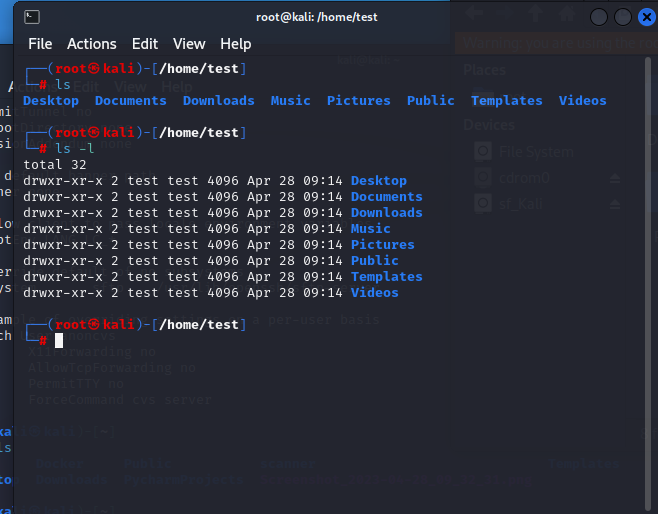 root@kali: /home/test
File Actions Edit View Help
┌──(root㉿kali)-[/home/test]
└─# ls
Desktop Documents Downloads Music Pictures Public Templates Videos
┌──(root㉿kali)-[/home/test]
└─# ls -l
total 32
drwxr-xr-x 2 test test 4096 Apr 28 09:14 Desktop
drwxr-xr-x 2 test test 4096 Apr 28 09:14 Documents
drwxr-xr-x 2 test test 4096 Apr 28 09:14 Downloads
drwxr-xr-x 2 test test 4096 Apr 28 09:14 Music
drwxr-xr-x 2 test test 4096 Apr 28 09:14 Pictures
drwxr-xr-x 2 test test 4096 Apr 28 09:14 Public
drwxr-xr-x 2 test test 4096 Apr 28 09:14 Templates
drwxr-xr-x 2 test test 4096 Apr 28 09:14 Videos
┌──(root㉿kali)-[/home/test]
└─#
Warning: you are using the
Places
Devices
File System
cdrom0
sf_Kali
a per-user basis
X11Forwarding no
AllowTcpForwarding no
PermitTTY no
ForceCommand cvs server